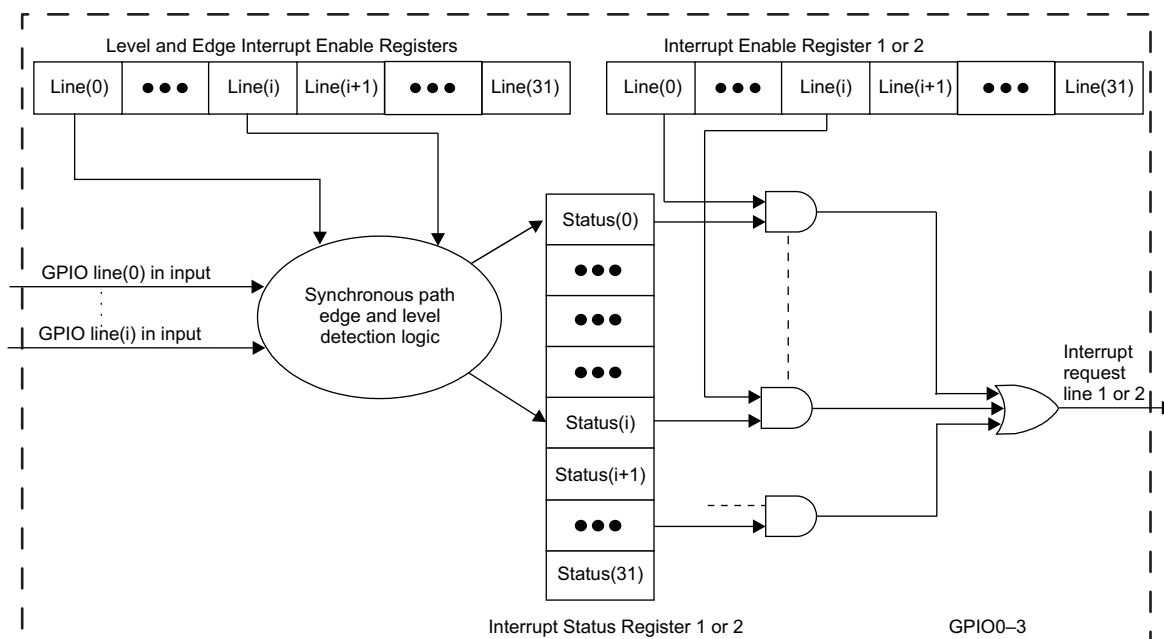 Level and Edge Interrupt Enable Registers
Interrupt Enable Register 1 or 2
Line(0) ●●● Line(i) Line(i+1) ●●● Line(31)
Line(0) ●●● Line(i) Line(i+1) ●●● Line(31)
GPIO line(0) in input
GPIO line(i) in input
Synchronous path
edge and level
detection logic
Status(0)
●●●
●●●
●●●
Status(i)
Status(i+1)
●●●
Status(31)
Interrupt
request
line 1 or 2
Interrupt Status Register 1 or 2
GPIO0–3